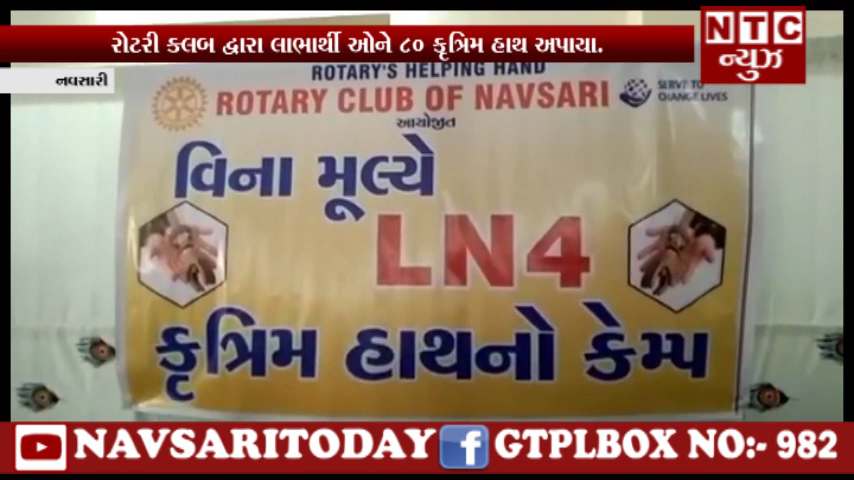 રોટરી કલબ દ્વારા લાભાર્થી ઓને ૮૦ કૃત્રિમ હાથ અપાયા.
NTC
ન્યુઝ
નવસારી
ROTARY'S HELPING HAND
ROTARY CLUB OF NAVSARI
SERVE TO
CHANGE LIVES
આયોજીત
વિના મૂલ્યે
LN4
કૃત્રિમ હાથનો કેમ્પ
NAVSARITODAY GTPLBOX NO:- 982